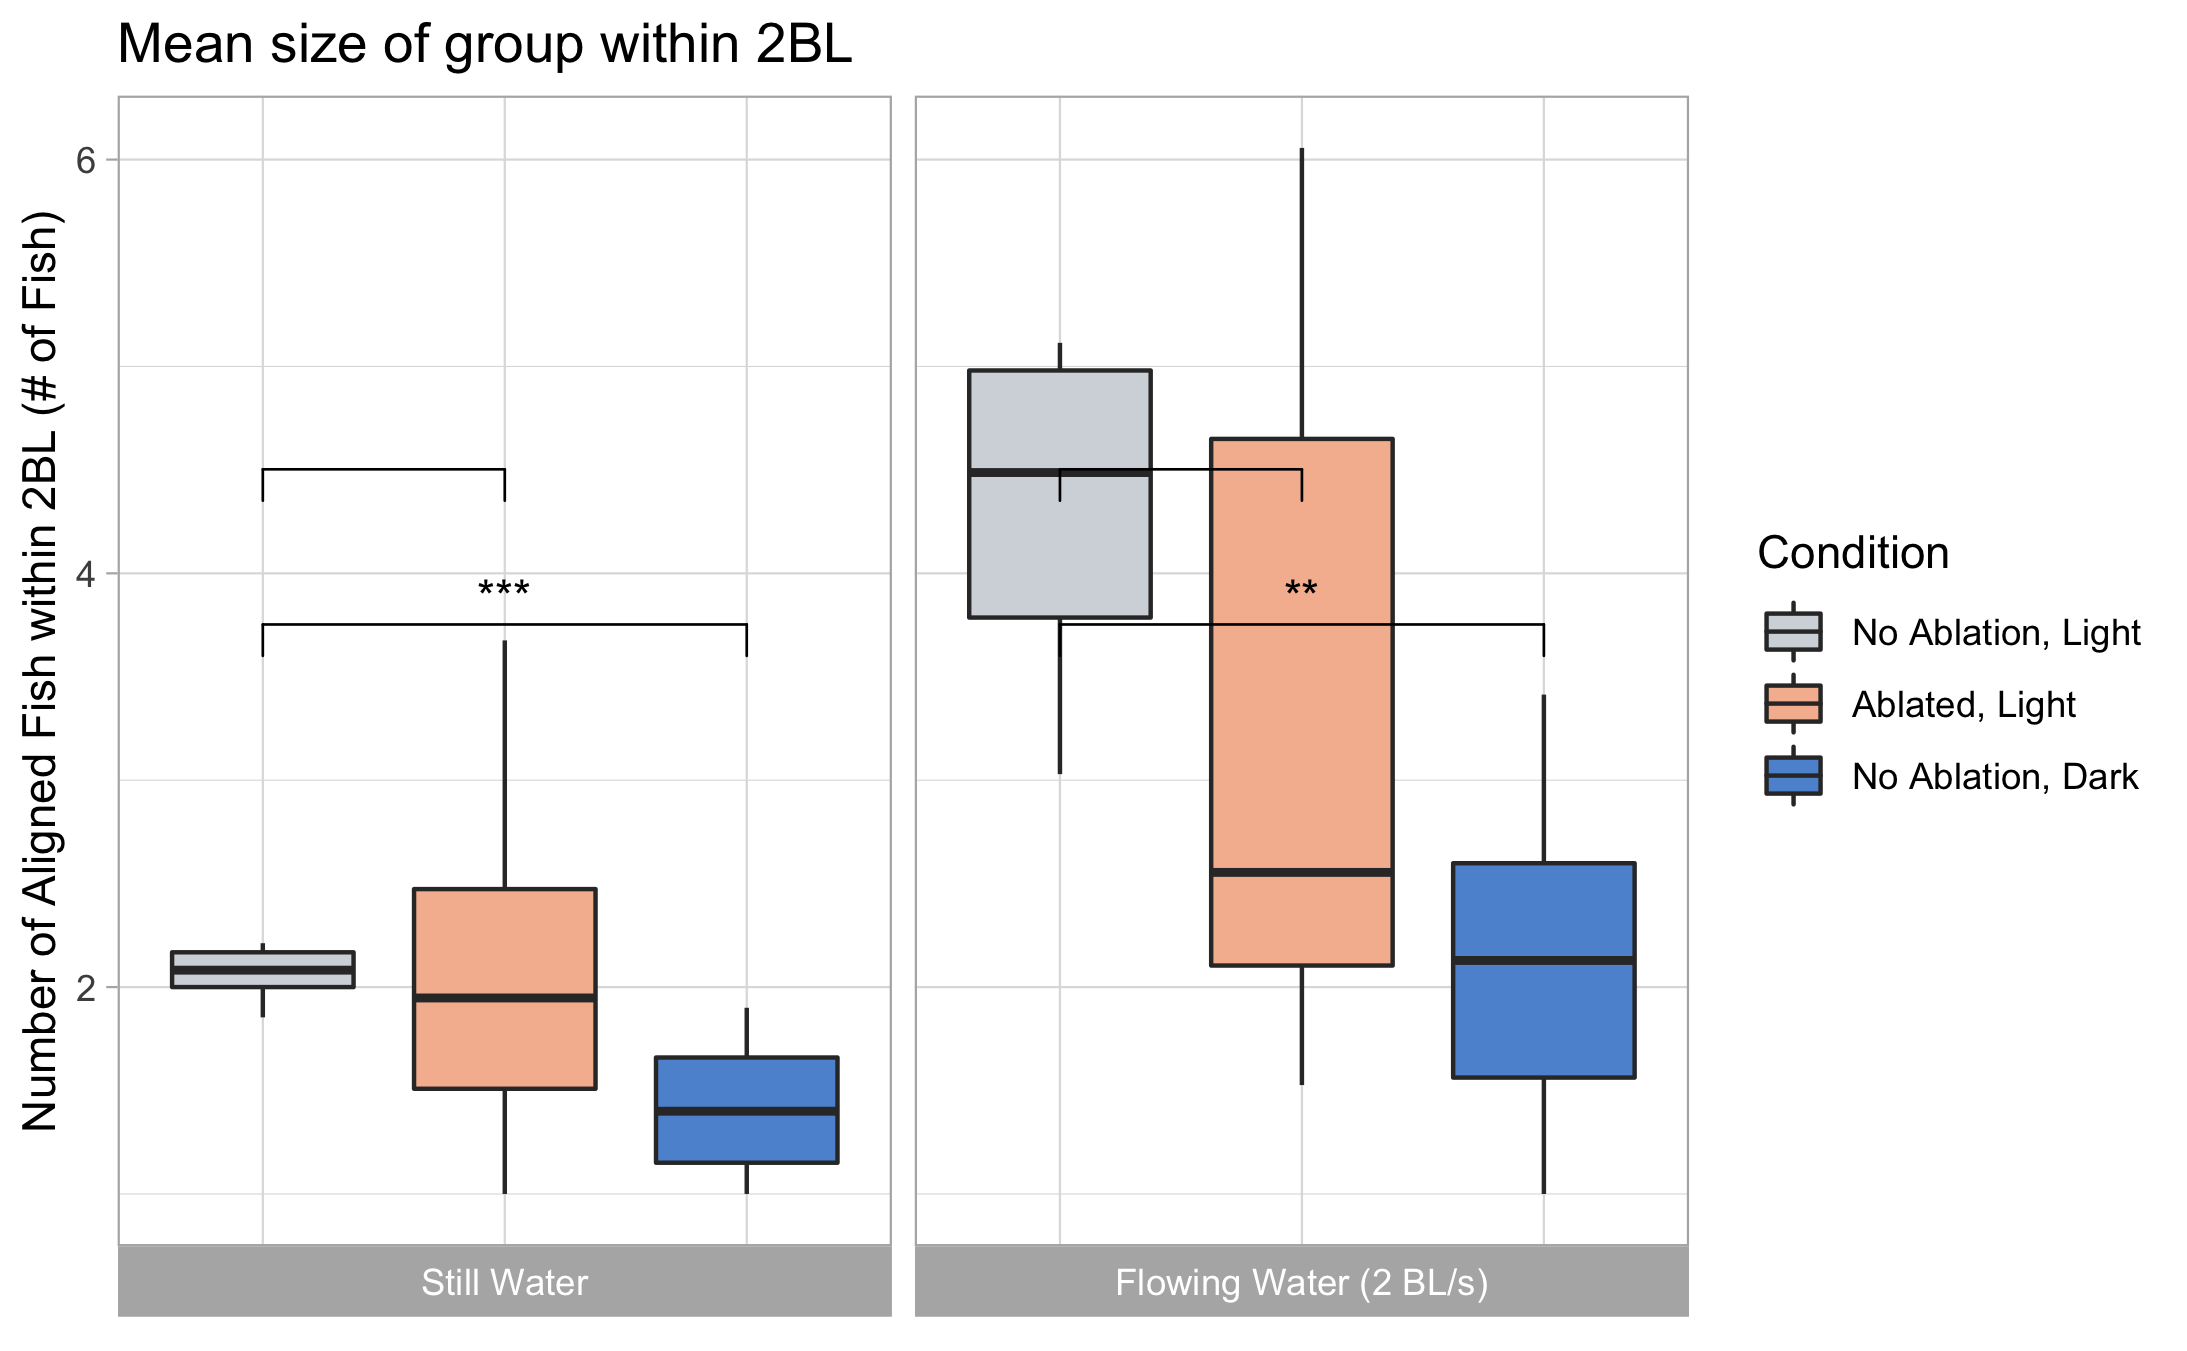 Mean size of group within 2BL
Number of Aligned Fish within 2BL (# of Fish)
6
4
2
***
**
Still Water
Flowing Water (2 BL/s)
Condition
No Ablation, Light
Ablated, Light
No Ablation, Dark